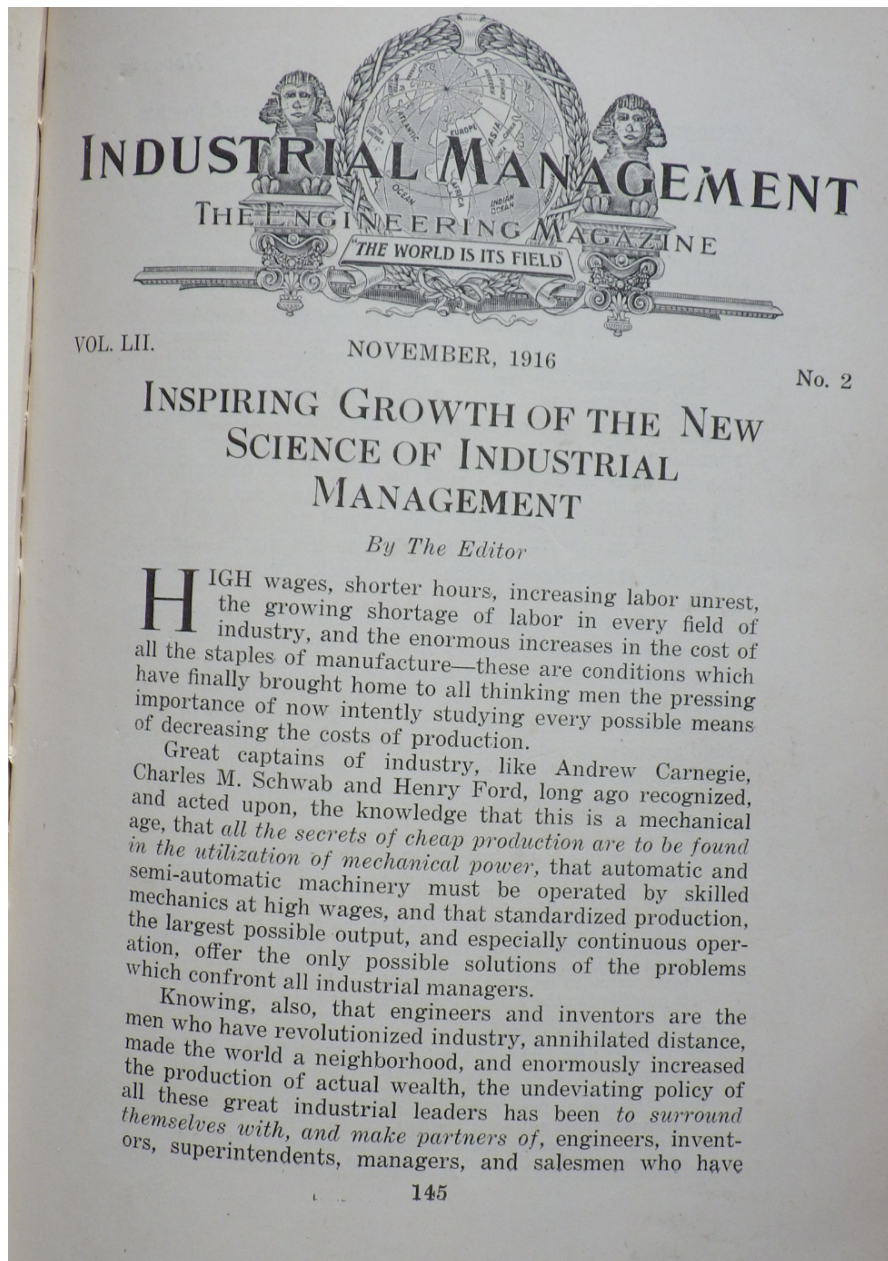 INDUSTRIAL MANAGEMENT
THE ENGINEERING MAGAZINE
"THE WORLD IS ITS FIELD"
ATLANTIC
OCEAN
EUROPE
ASIA
AFRICA
INDIAN
OCEAN
VOL. LII.
NOVEMBER, 1916
No. 2
INSPIRING GROWTH OF THE NEW
SCIENCE OF INDUSTRIAL
MANAGEMENT
By The Editor
HIGH wages, shorter hours, increasing labor unrest,
the growing shortage of labor in every field of
industry, and the enormous increases in the cost of
all the staples of manufacture—these are conditions which
have finally brought home to all thinking men the pressing
importance of now intently studying every possible means
of decreasing the costs of production.
Great captains of industry, like Andrew Carnegie,
Charles M. Schwab and Henry Ford, long ago recognized,
and acted upon, the knowledge that this is a mechanical
age, that all the secrets of cheap production are to be found
in the utilization of mechanical power, that automatic and
semi-automatic machinery must be operated by skilled
mechanics at high wages, and that standardized production,
the largest possible output, and especially continuous oper-
ation, offer the only possible solutions of the problems
which confront all industrial managers.
Knowing, also, that engineers and inventors are the
men who have revolutionized industry, annihilated distance,
made the world a neighborhood, and enormously increased
the production of actual wealth, the undeviating policy of
all these great industrial leaders has been to surround
themselves with, and make partners of, engineers, invent-
ors, superintendents, managers, and salesmen who have
145